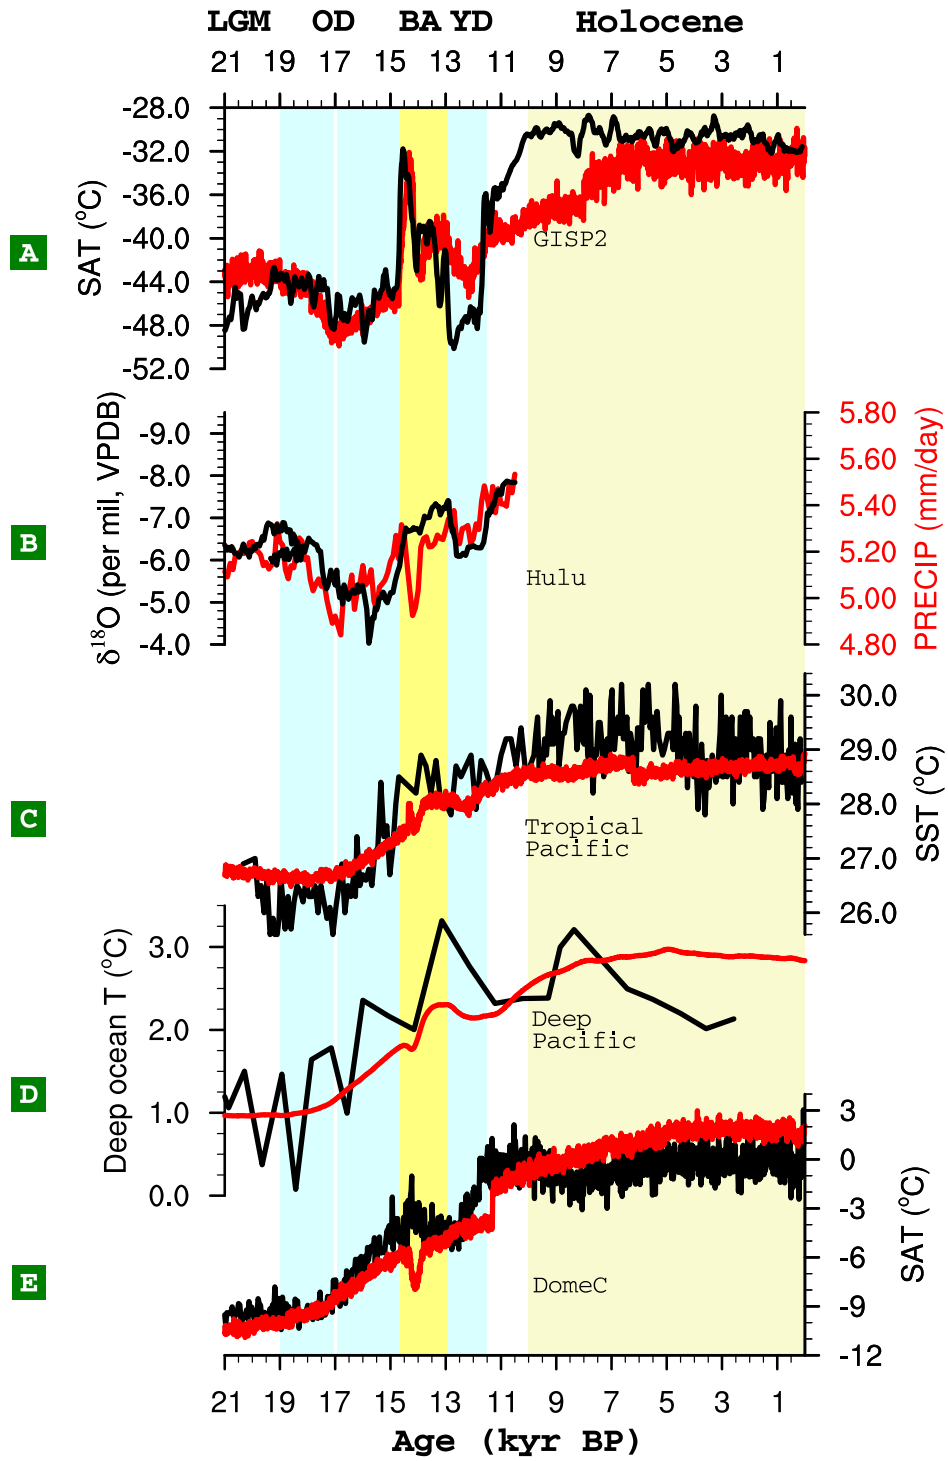 LGM OD BA YD Holocene
21 19 17 15 13 11 9 7 5 3 1
-28.0
-32.0
-36.0
-40.0
-44.0
-48.0
-52.0
SAT (°C)
A
GISP2
-9.0
-8.0
-7.0
-6.0
-5.0
-4.0
δ¹⁸O (per mil, VPDB)
B
Hulu
5.80
5.60
5.40
5.20
5.00
4.80
PRECIP (mm/day)
30.0
29.0
28.0
27.0
26.0
SST (°C)
C
Tropical
Pacific
3.0
2.0
1.0
0.0
Deep ocean T (°C)
D
Deep
Pacific
3
0
-3
-6
-9
-12
SAT (°C)
E
DomeC
21 19 17 15 13 11 9 7 5 3 1
Age (kyr BP)